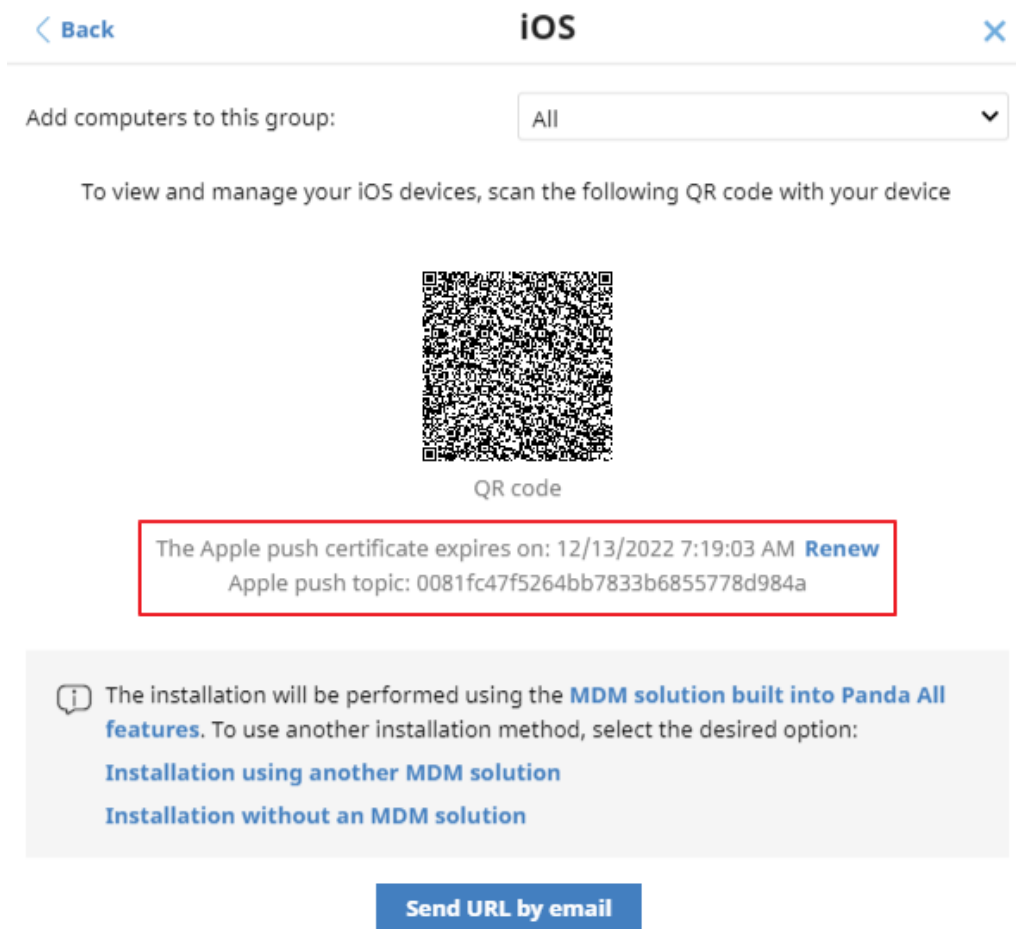 Back
iOS
Add computers to this group:
All
To view and manage your iOS devices, scan the following QR code with your device
QR code
The Apple push certificate expires on: 12/13/2022 7:19:03 AM Renew
Apple push topic: 0081fc47f5264bb7833b6855778d984a
The installation will be performed using the MDM solution built into Panda All
features. To use another installation method, select the desired option:
Installation using another MDM solution
Installation without an MDM solution
Send URL by email